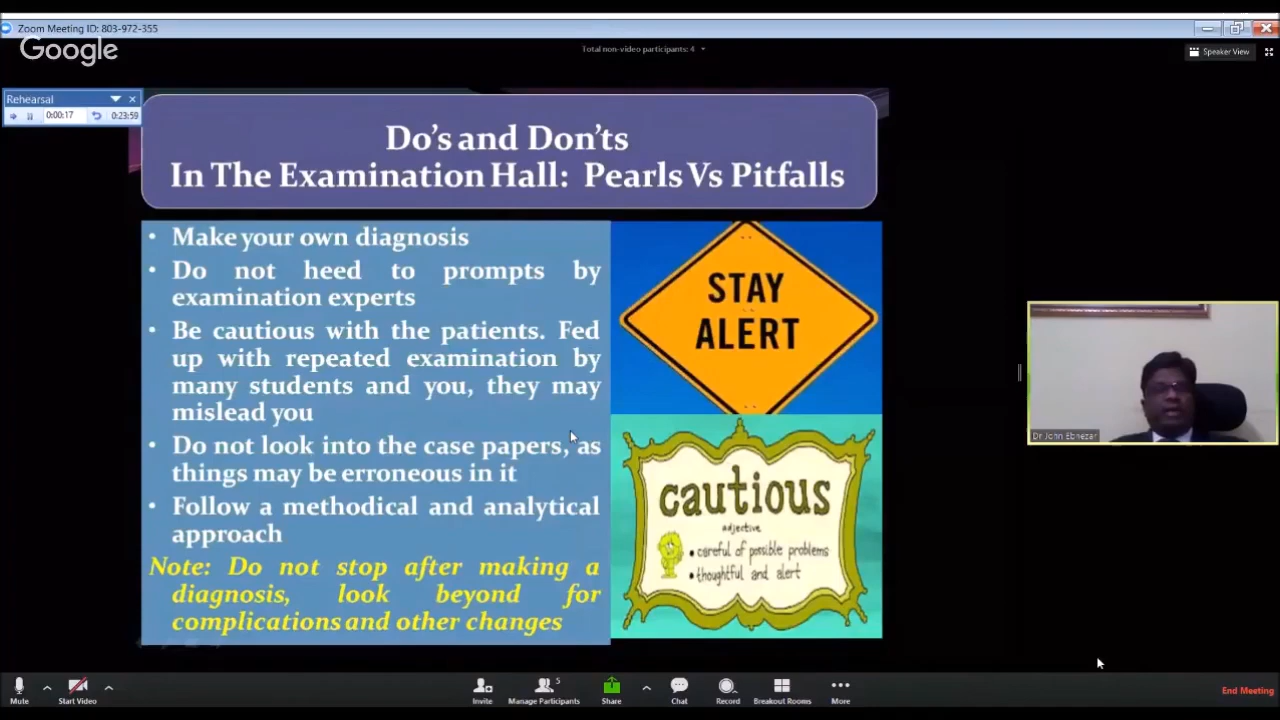 Zoom Meeting ID: 803-972-355
Google
Total non-video participants: 4
Speaker View
Rehearsal
0:00:17
0:23:59
Do's and Don'ts
In The Examination Hall: Pearls Vs Pitfalls
• Make your own diagnosis
• Do not heed to prompts by
examination experts
• Be cautious with the patients. Fed
up with repeated examination by
many students and you, they may
mislead you
• Do not look into the case papers, as
things may be erroneous in it
• Follow a methodical and analytical
approach
Note: Do not stop after making a
diagnosis, look beyond for
complications and other changes
STAY
ALERT
cautious
adjective
• careful of possible problems
• thoughtful and alert
Dr John Ebnezar
Mute
Start Video
Invite
5
Manage Participants
Share
Chat
Record
Breakout Rooms
More
End Meeting